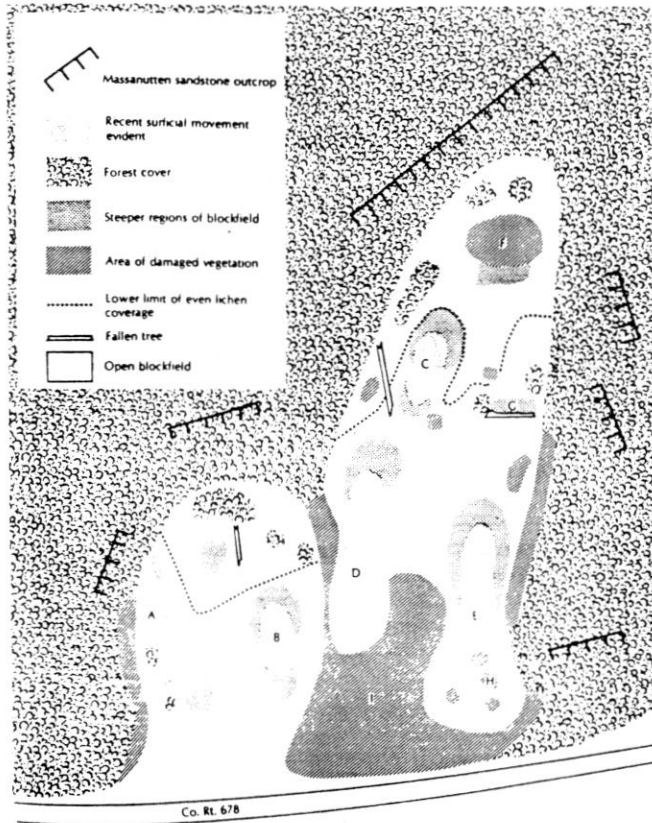 Massanutten sandstone outcrop
Recent surficial movement
evident
Forest cover
Steeper regions of blockfield
Area of damaged vegetation
Lower limit of even lichen
coverage
Fallen tree
Open blockfield
F
C
G
D
A
B
E
H
I
Co. Rt. 678